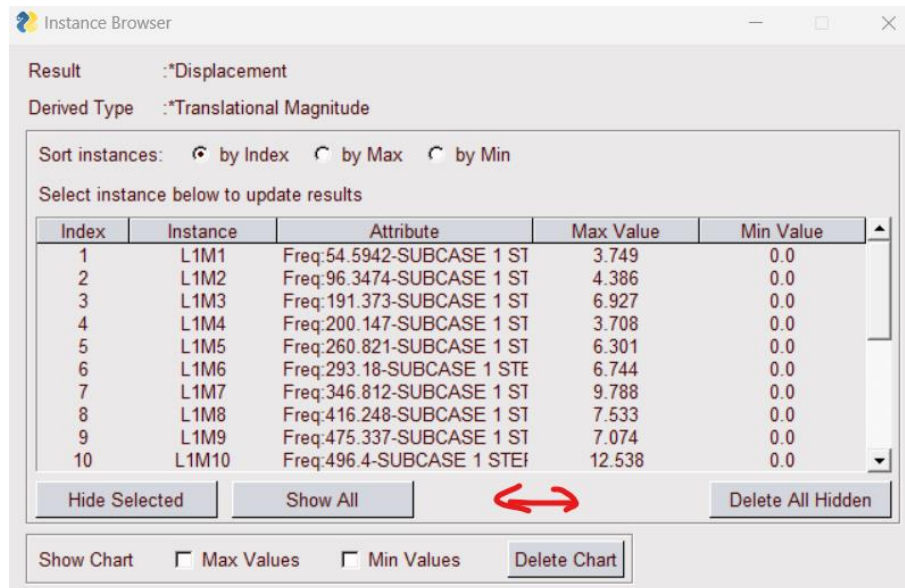 Instance Browser
Result :*Displacement
Derived Type :*Translational Magnitude
Sort instances: by Index by Max by Min
Select instance below to update results
Index Instance Attribute Max Value Min Value
1 L1M1 Freq:54.5942-SUBCASE 1 ST 3.749 0.0
2 L1M2 Freq:96.3474-SUBCASE 1 ST 4.386 0.0
3 L1M3 Freq:191.373-SUBCASE 1 ST 6.927 0.0
4 L1M4 Freq:200.147-SUBCASE 1 ST 3.708 0.0
5 L1M5 Freq:260.821-SUBCASE 1 ST 6.301 0.0
6 L1M6 Freq:293.18-SUBCASE 1 STE 6.744 0.0
7 L1M7 Freq:346.812-SUBCASE 1 ST 9.788 0.0
8 L1M8 Freq:416.248-SUBCASE 1 ST 7.533 0.0
9 L1M9 Freq:475.337-SUBCASE 1 ST 7.074 0.0
10 L1M10 Freq:496.4-SUBCASE 1 STEF 12.538 0.0
Hide Selected Show All Delete All Hidden
Show Chart Max Values Min Values Delete Chart